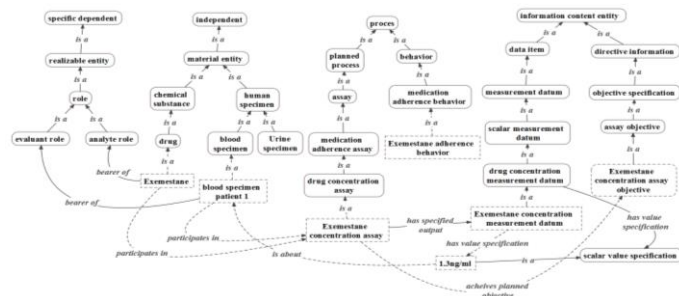 specific dependent
independent
proces
information content entity
is a
is a
is a
is a
is a
is a
realizable entity
material entity
planned
process
behavior
data item
directive information
is a
is a
is a
is a
is a
is a
is a
role
chemical
substance
human
specimen
assay
medication
adherence behavior
measurement datum
objective specification
is a
is a
is a
is a
is a
is a
is a
is a
is a
evaluant role
analyte role
drug
blood
specimen
Urine
specimen
medication
adherence assay
Exemestane adherence
behavior
scalar measurement
datum
assay objective
is a
is a
is a
is a
is a
bearer of
Exemestane
blood specimen
patient 1
drug concentration
assay
drug concentration
measurement datum
Exemestane
concentration assay
objective
bearer of
is a
is a
participates in
Exemestane
concentration assay
has specified
output
Exemestane concentration
measurement datum
has value
specification
participates in
is about
has value specification
1.3ng/ml
is a
scalar value specification
acheives planned
objective